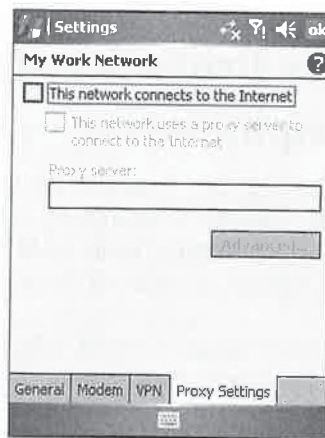 Settings
ok
My Work Network
?
This network connects to the Internet
This network uses a proxy server to
connect to the Internet
Proxy server:
Advanced...
General Modem VPN Proxy Settings